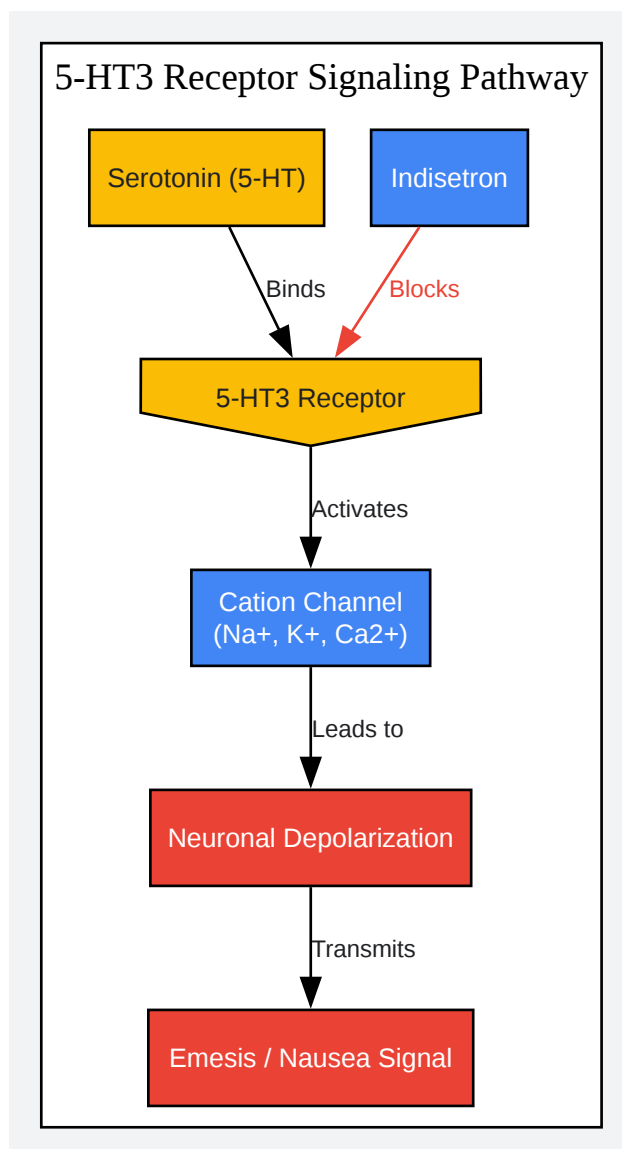 5-HT3 Receptor Signaling Pathway
Serotonin (5-HT)
Indisetron
Binds
Blocks
5-HT3 Receptor
Activates
Cation Channel
(Na+, K+, Ca2+)
Leads to
Neuronal Depolarization
Transmits
Emesis / Nausea Signal